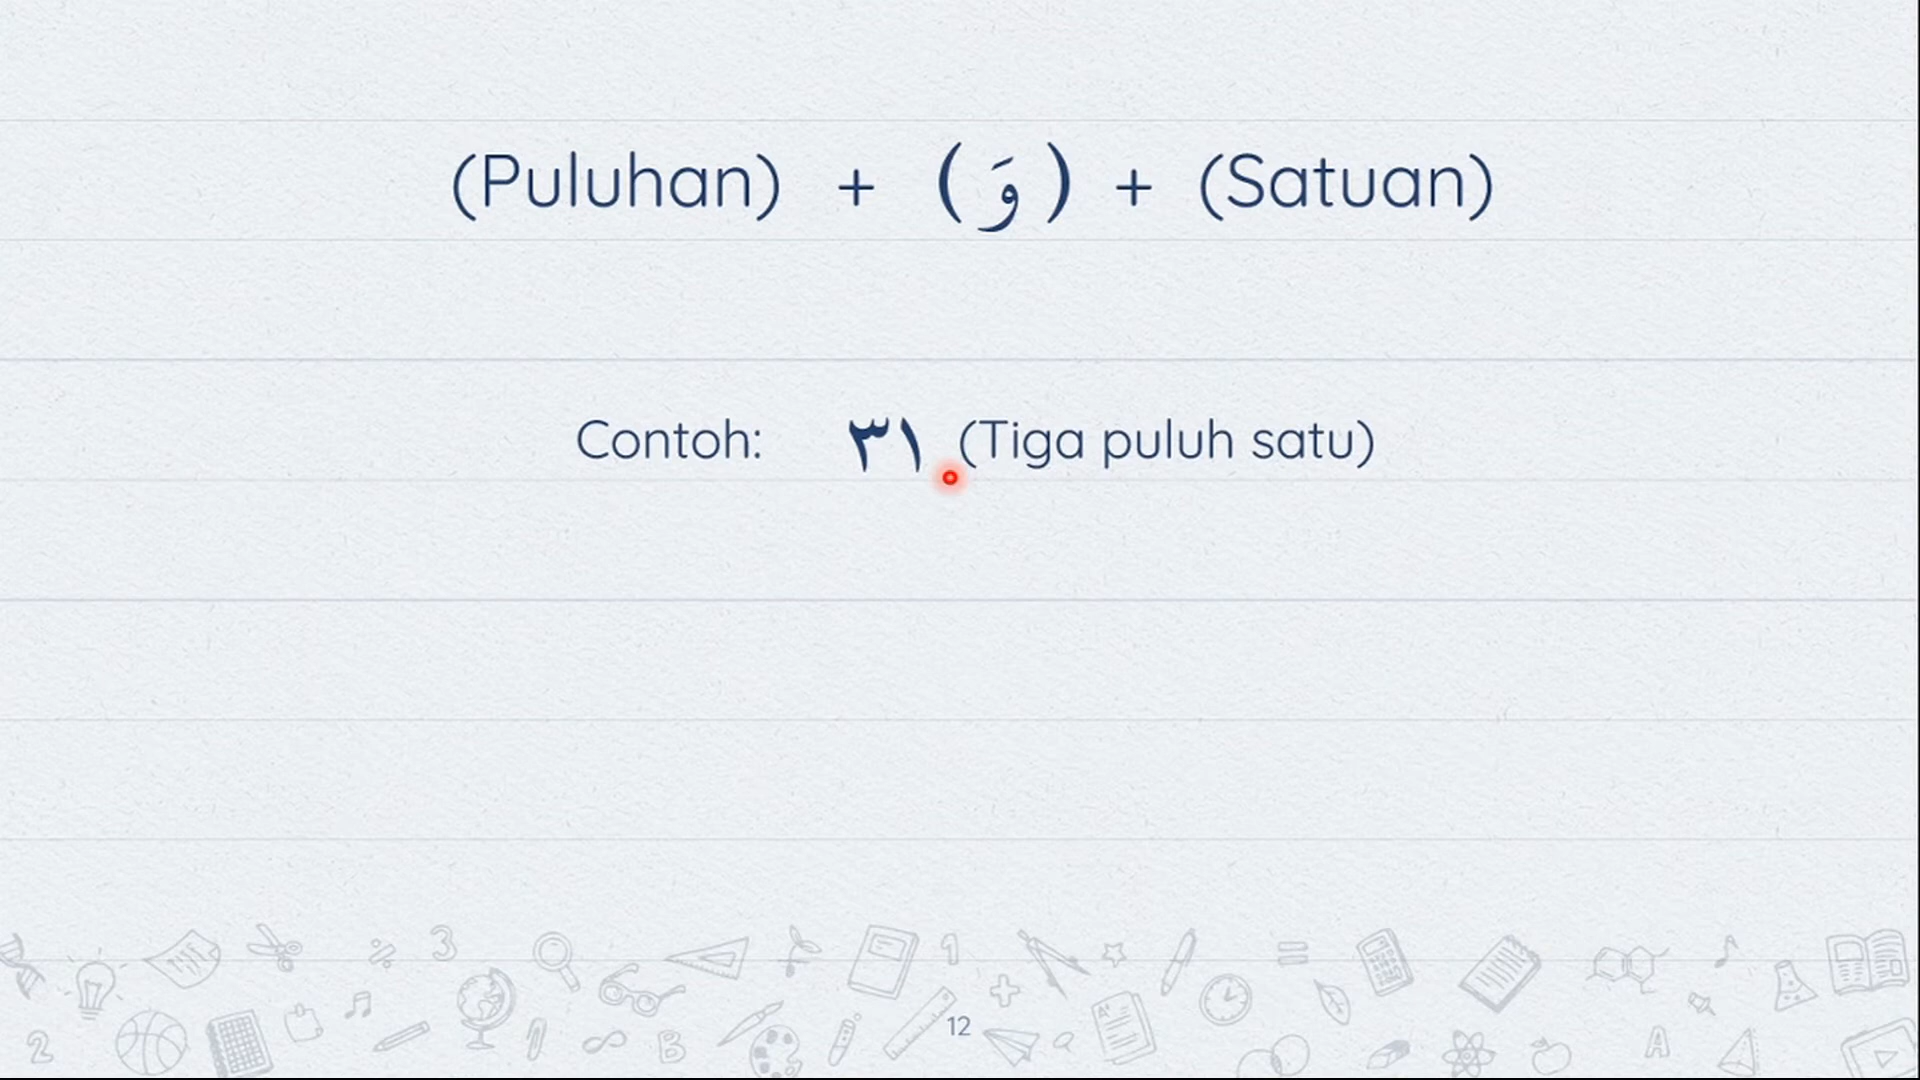 (Puluhan) + (وَ) + (Satuan)
Contoh: ٣١ (Tiga puluh satu)
12